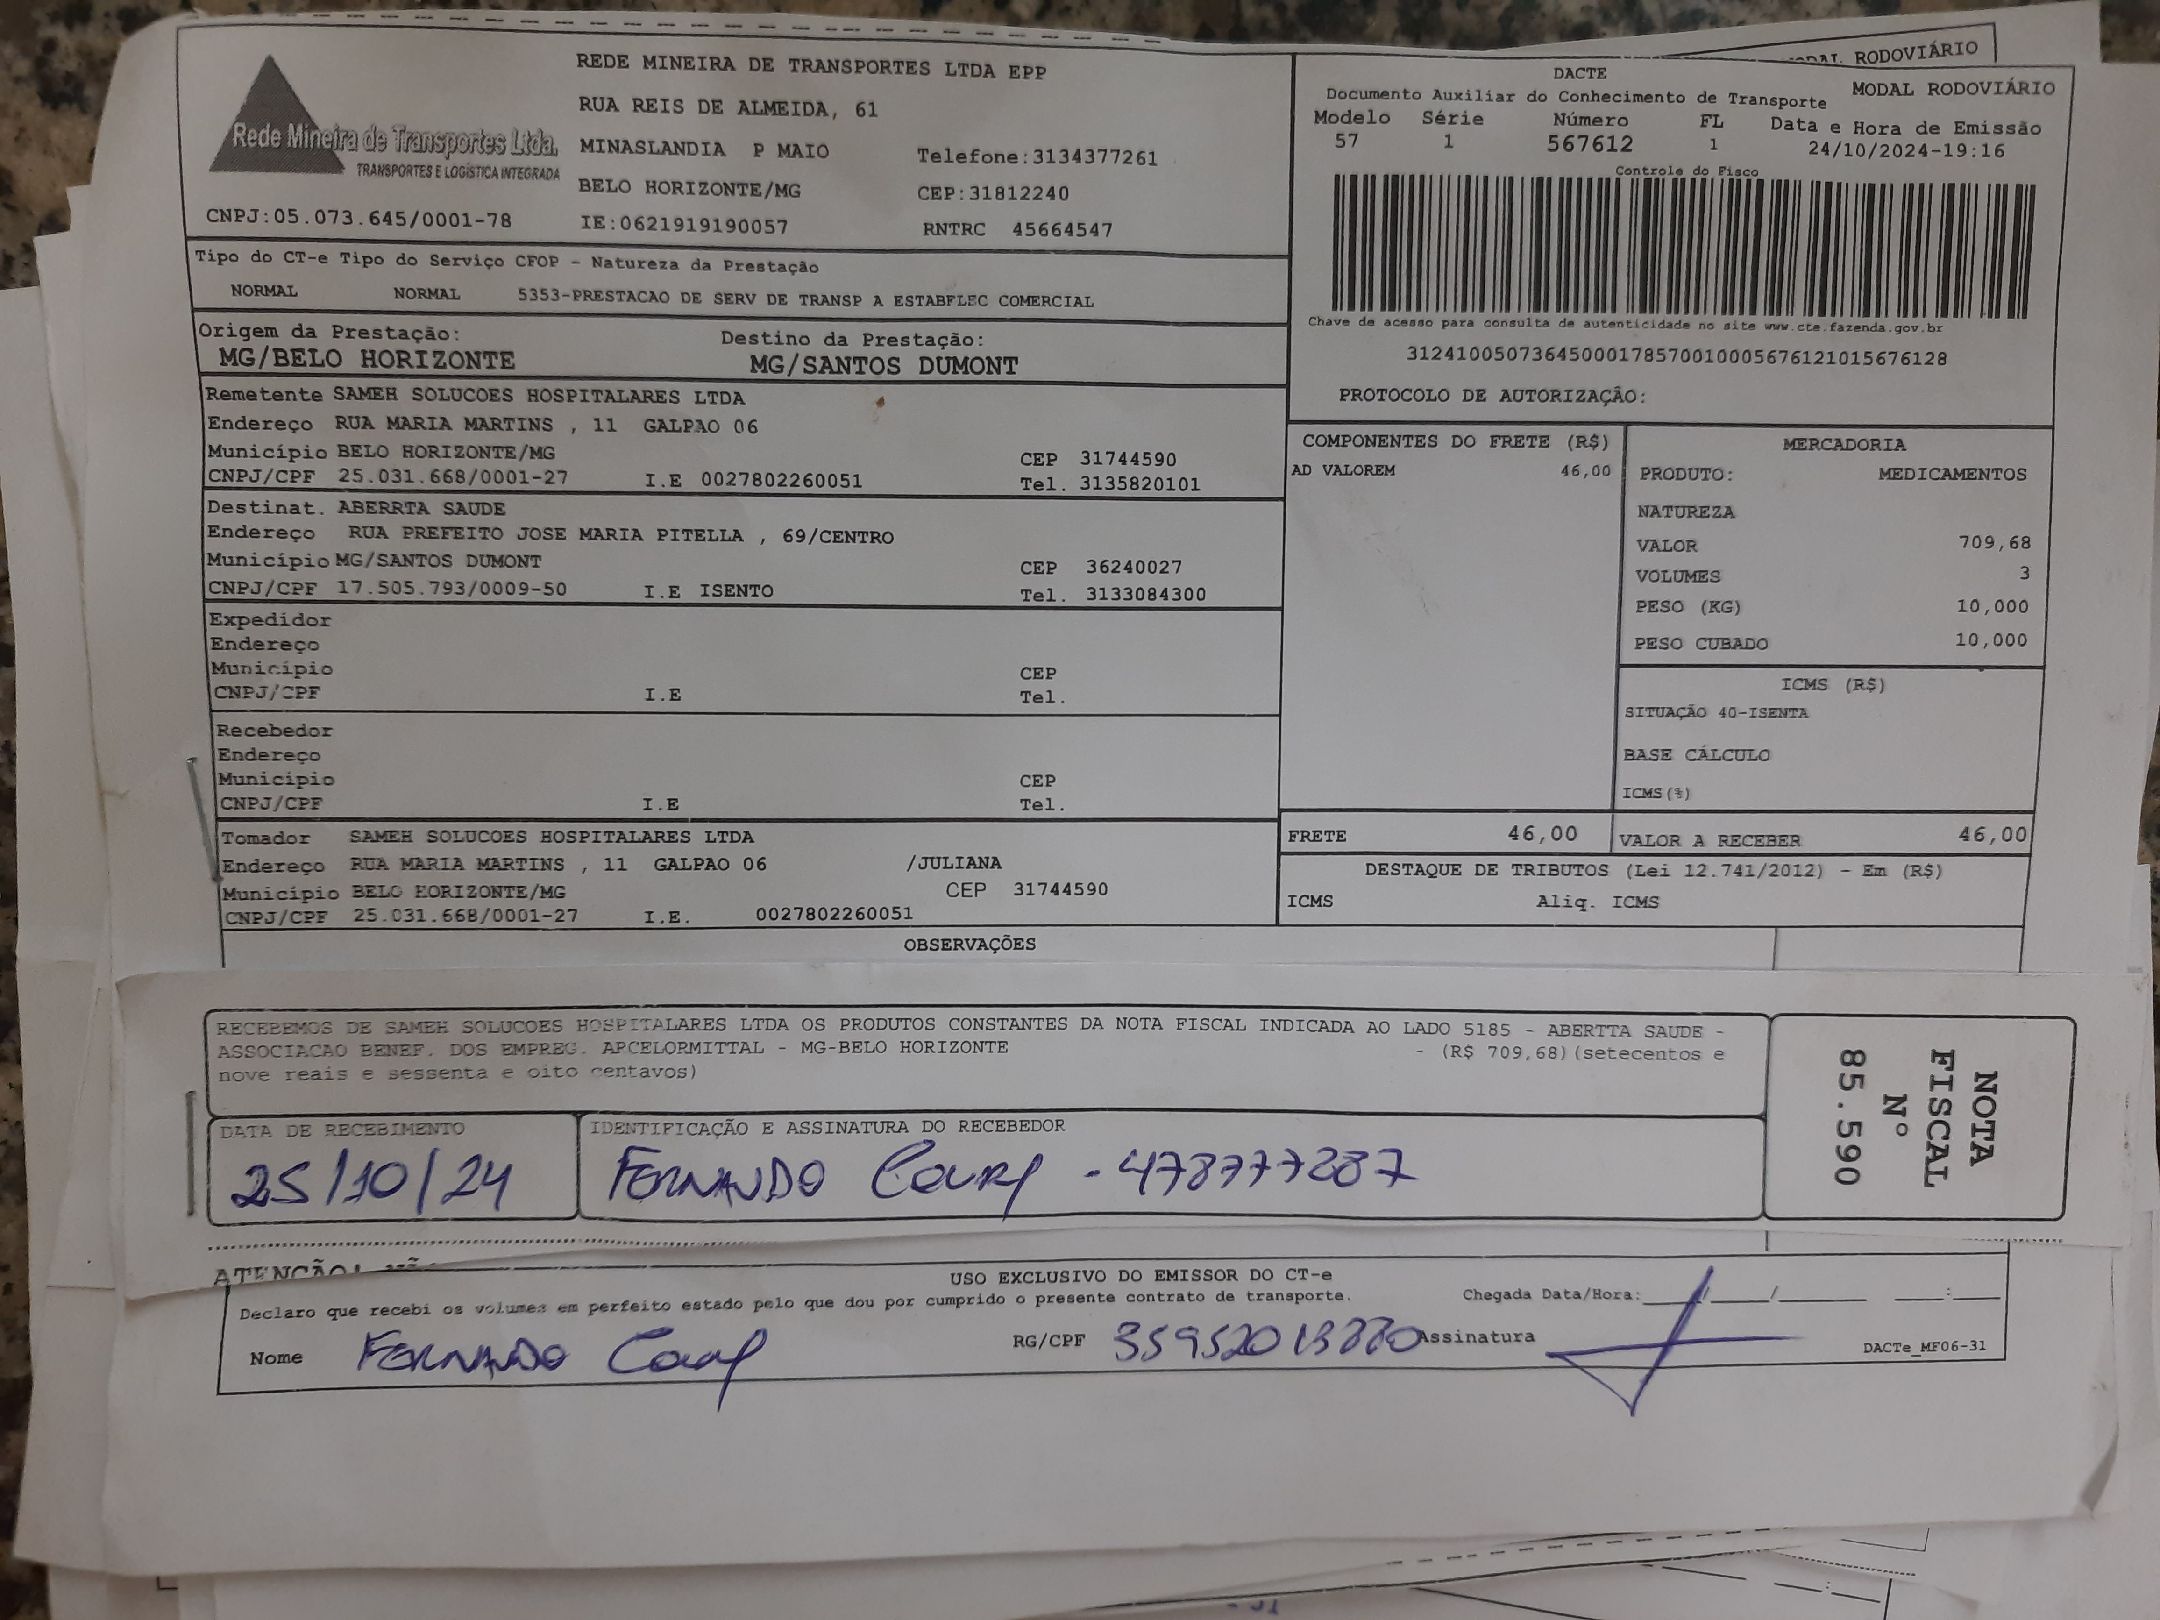 MODAL RODOVIÁRIO
Rede Mineira de Transportes Ltda.
TRANSPORTES E LOGÍSTICA INTEGRADA
CNPJ:05.073.645/0001-78
REDE MINEIRA DE TRANSPORTES LTDA EPP
RUA REIS DE ALMEIDA, 61
MINASLANDIA P MAIO Telefone:3134377261
BELO HORIZONTE/MG CEP:31812240
IE:0621919190057 RNTRC 45664547
DACTE
Documento Auxiliar do Conhecimento de Transporte MODAL RODOVIÁRIO
Modelo Série Número FL Data e Hora de Emissão
57 1 567612 1 24/10/2024-19:16
Controle do Fisco
Chave de acesso para consulta de autenticidade no site www.cte.fazenda.gov.br
31241005073645000178570010005676121015676128
PROTOCOLO DE AUTORIZAÇÃO:
Tipo do CT-e Tipo do Serviço CFOP - Natureza da Prestação
NORMAL NORMAL 5353-PRESTACAO DE SERV DE TRANSP A ESTABELEC COMERCIAL
Origem da Prestação: Destino da Prestação:
MG/BELO HORIZONTE MG/SANTOS DUMONT
Remetente SAMEH SOLUCOES HOSPITALARES LTDA
Endereço RUA MARIA MARTINS , 11 GALPAO 06
Município BELO HORIZONTE/MG CEP 31744590
CNPJ/CPF 25.031.668/0001-27 I.E 0027802260051 Tel. 3135820101
Destinat. ABERRTA SAUDE
Endereço RUA PREFEITO JOSE MARIA PITELLA , 69/CENTRO
Município MG/SANTOS DUMONT CEP 36240027
CNPJ/CPF 17.505.793/0009-50 I.E ISENTO Tel. 3133084300
Expedidor
Endereço
Município CEP
CNPJ/CPF I.E Tel.
Recebedor
Endereço
Município CEP
CNPJ/CPF I.E Tel.
Tomador SAMEH SOLUCOES HOSPITALARES LTDA
Endereço RUA MARIA MARTINS , 11 GALPAO 06 /JULIANA
Município BELO HORIZONTE/MG CEP 31744590
CNPJ/CPF 25.031.668/0001-27 I.E. 0027802260051
COMPONENTES DO FRETE (R$)
AD VALOREM 46,00
MERCADORIA
PRODUTO: MEDICAMENTOS
NATUREZA
VALOR 709,68
VOLUMES 3
PESO (KG) 10,000
PESO CUBADO 10,000
ICMS (R$)
SITUAÇÃO 40-ISENTA
BASE CÁLCULO
ICMS(%)
FRETE 46,00 VALOR A RECEBER 46,00
DESTAQUE DE TRIBUTOS (Lei 12.741/2012) - Em (R$)
ICMS Aliq. ICMS
OBSERVAÇÕES
RECEBEMOS DE SAMEH SOLUCOES HOSPITALARES LTDA OS PRODUTOS CONSTANTES DA NOTA FISCAL INDICADA AO LADO 5185 - ABERTTA SAUDE -
ASSOCIACAO BENEF. DOS EMPREG. ARCELORMITTAL - MG-BELO HORIZONTE - (R$ 709,68)(setecentos e
nove reais e sessenta e oito centavos)
DATA DE RECEBIMENTO IDENTIFICAÇÃO E ASSINATURA DO RECEBEDOR
25/10/24 FERNANDO Coury - 478777287
NOTA
FISCAL
Nº
85.590
ATENÇÃO!
USO EXCLUSIVO DO EMISSOR DO CT-e
Declaro que recebi os volumes em perfeito estado pelo que dou por cumprido o presente contrato de transporte. Chegada Data/Hora:
Nome FERNANDO Coury RG/CPF Assinatura DACTe_MF06-31